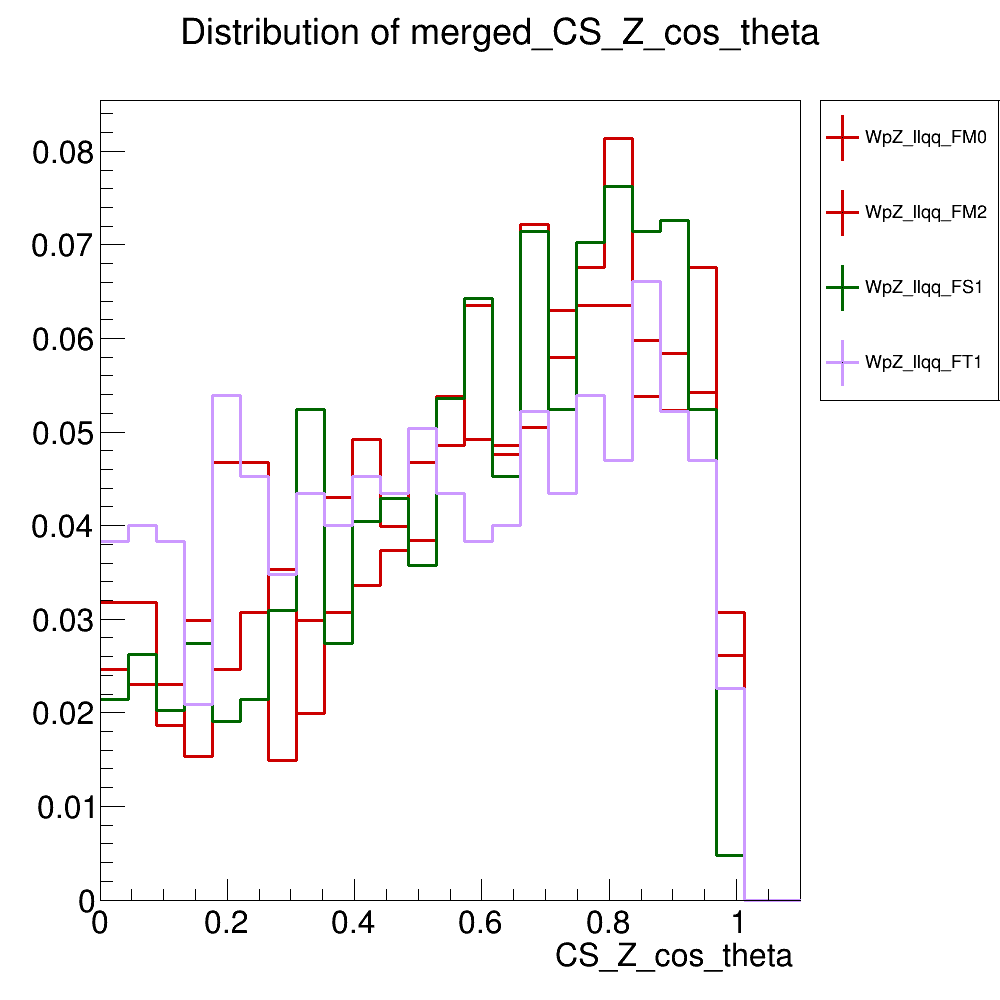 Distribution of merged_CS_Z_cos_theta
0.08
0.07
0.06
0.05
0.04
0.03
0.02
0.01
0
0 0.2 0.4 0.6 0.8 1
CS_Z_cos_theta
WpZ_llqq_FM0
WpZ_llqq_FM2
WpZ_llqq_FS1
WpZ_llqq_FT1